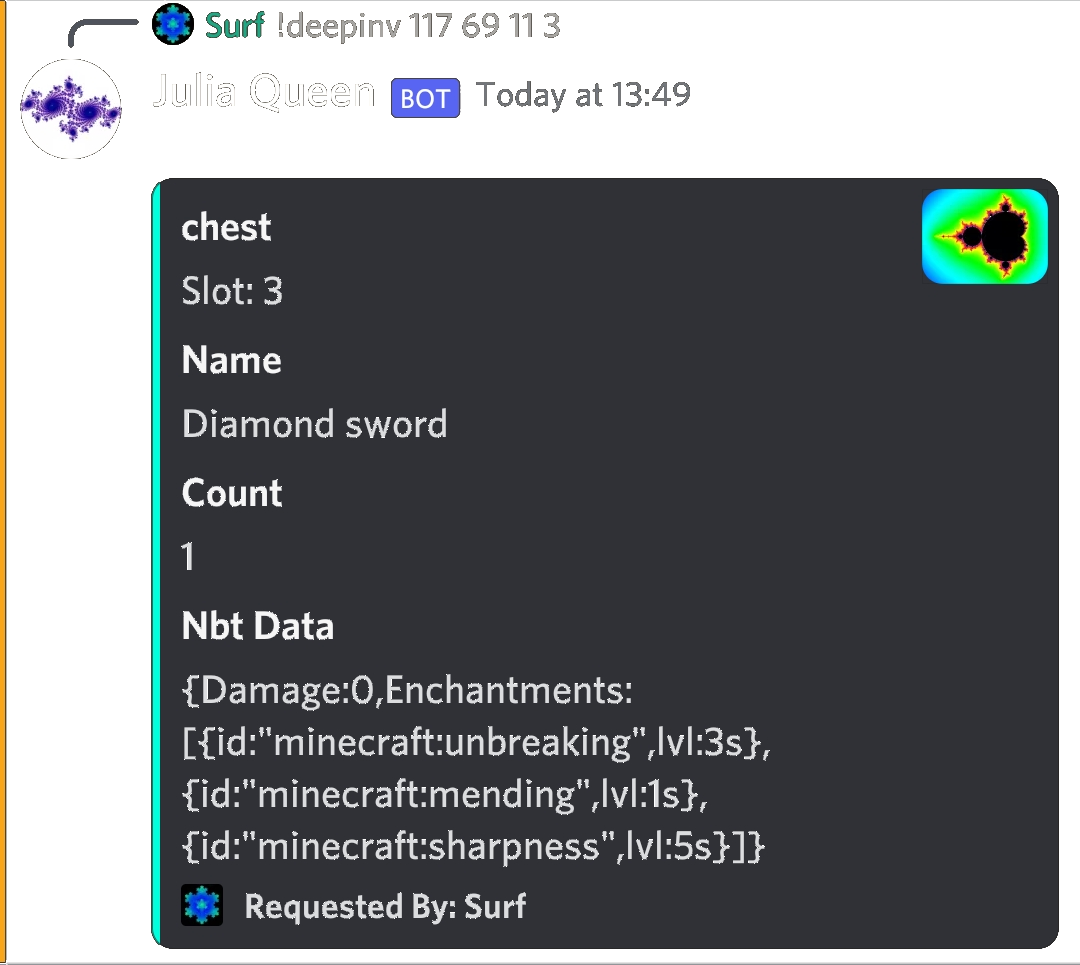 Surf !deepinv 117 69 11 3
Julia Queen BOT Today at 13:49
chest
Slot: 3
Name
Diamond sword
Count
1
Nbt Data
{Damage:0,Enchantments:
[{id:"minecraft:unbreaking",lvl:3s},
{id:"minecraft:mending",lvl:1s},
{id:"minecraft:sharpness",lvl:5s}]}
Requested By: Surf